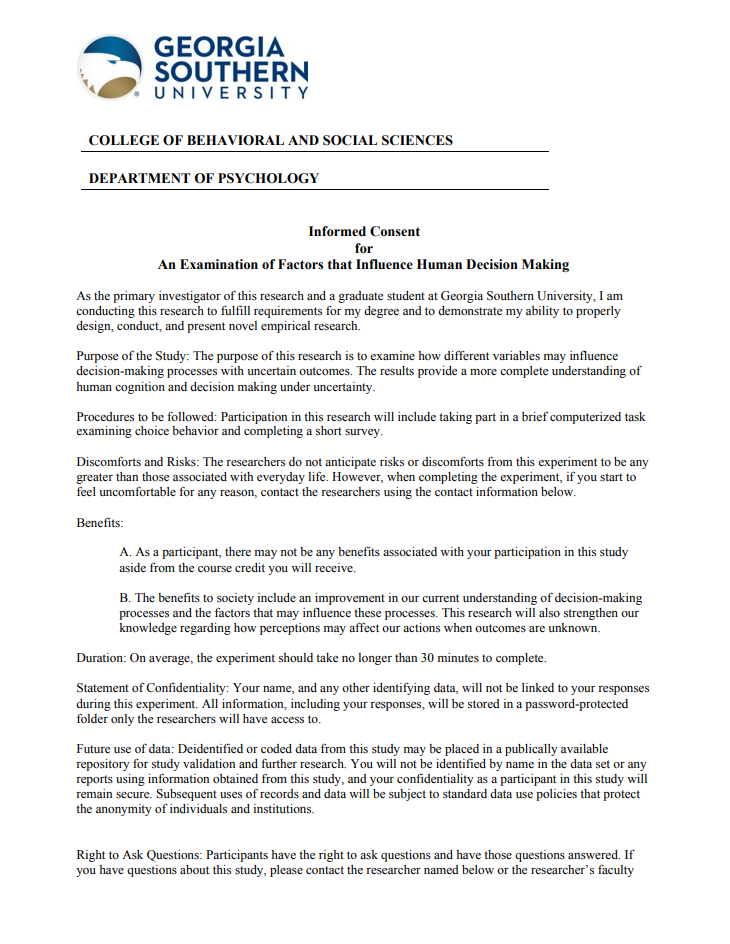 GEORGIA
SOUTHERN
UNIVERSITY
®
COLLEGE OF BEHAVIORAL AND SOCIAL SCIENCES
DEPARTMENT OF PSYCHOLOGY
Informed Consent
for
An Examination of Factors that Influence Human Decision Making
As the primary investigator of this research and a graduate student at Georgia Southern University, I am
conducting this research to fulfill requirements for my degree and to demonstrate my ability to properly
design, conduct, and present novel empirical research.
Purpose of the Study: The purpose of this research is to examine how different variables may influence
decision-making processes with uncertain outcomes. The results provide a more complete understanding of
human cognition and decision making under uncertainty.
Procedures to be followed: Participation in this research will include taking part in a brief computerized task
examining choice behavior and completing a short survey.
Discomforts and Risks: The researchers do not anticipate risks or discomforts from this experiment to be any
greater than those associated with everyday life. However, when completing the experiment, if you start to
feel uncomfortable for any reason, contact the researchers using the contact information below.
Benefits:
A. As a participant, there may not be any benefits associated with your participation in this study
aside from the course credit you will receive.
B. The benefits to society include an improvement in our current understanding of decision-making
processes and the factors that may influence these processes. This research will also strengthen our
knowledge regarding how perceptions may affect our actions when outcomes are unknown.
Duration: On average, the experiment should take no longer than 30 minutes to complete.
Statement of Confidentiality: Your name, and any other identifying data, will not be linked to your responses
during this experiment. All information, including your responses, will be stored in a password-protected
folder only the researchers will have access to.
Future use of data: Deidentified or coded data from this study may be placed in a publically available
repository for study validation and further research. You will not be identified by name in the data set or any
reports using information obtained from this study, and your confidentiality as a participant in this study will
remain secure. Subsequent uses of records and data will be subject to standard data use policies that protect
the anonymity of individuals and institutions.
Right to Ask Questions: Participants have the right to ask questions and have those questions answered. If
you have questions about this study, please contact the researcher named below or the researcher’s faculty